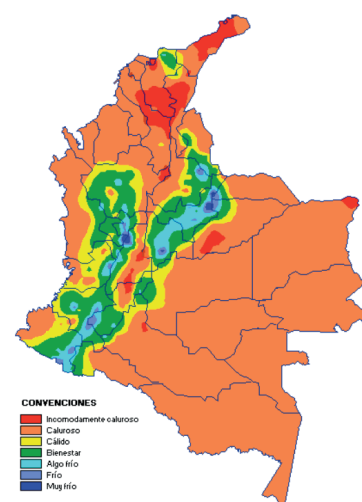 CONVENCIONES
Incomodamente caluroso
Caluroso
Cálido
Bienestar
Algo frío
Frío
Muy frío